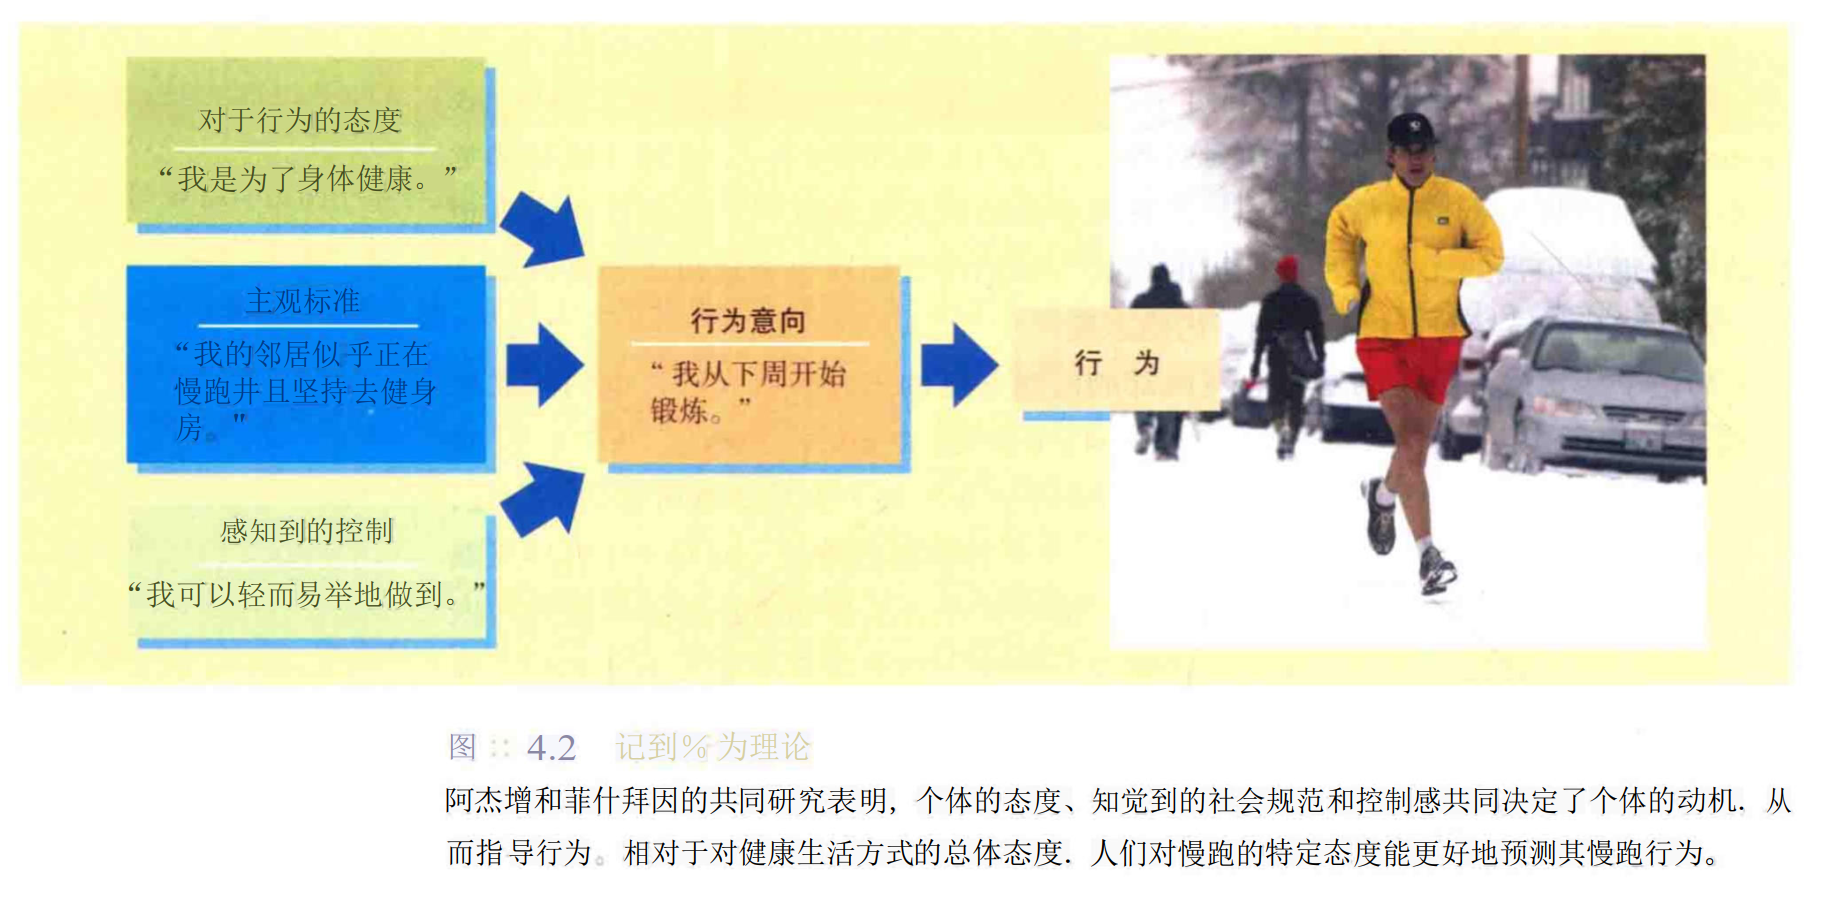 对于行为的态度
“我是为了身体健康。”
主观标准
“我的邻居似乎正在
慢跑井且坚持去健身
房。"
感知到的控制
“我可以轻而易举地做到。”
行为意向
“我从下周开始
锻炼。”
行 为
图 :: 4.2 记到%为理论
阿杰增和菲什拜因的共同研究表明，个体的态度、知觉到的社会规范和控制感共同决定了个体的动机．从
而指导行为。相对于对健康生活方式的总体态度．人们对慢跑的特定态度能更好地预测其慢跑行为。